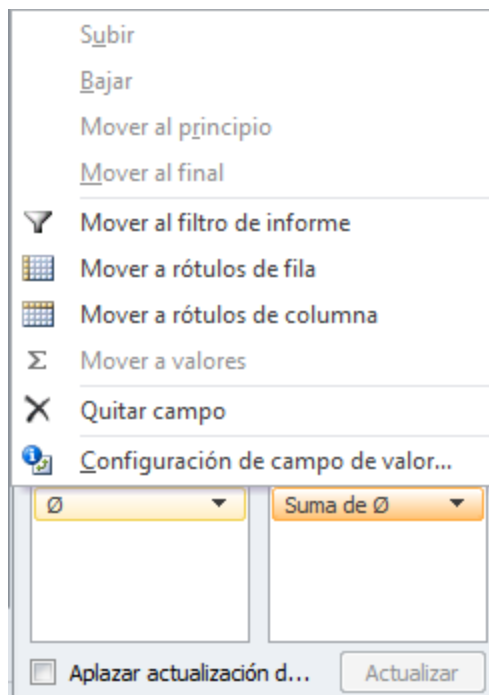 Subir
Bajar
Mover al principio
Mover al final
Mover al filtro de informe
Mover a rótulos de fila
Mover a rótulos de columna
Σ Mover a valores
Quitar campo
Configuración de campo de valor...
Ø Suma de Ø
Aplazar actualización d... Actualizar